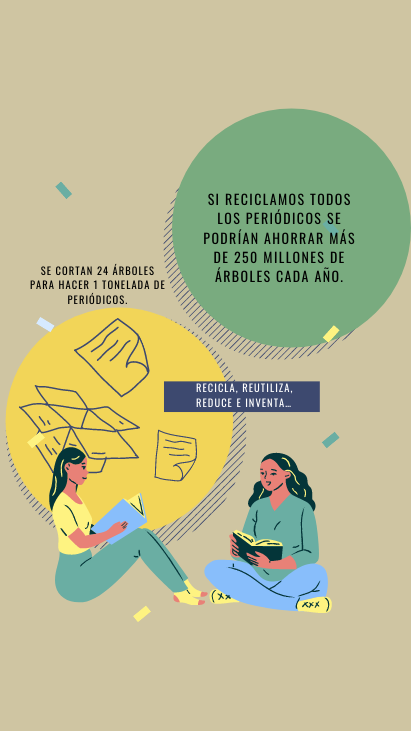 SI RECICLAMOS TODOS
LOS PERIÓDICOS SE
PODRÍAN AHORRAR MÁS
DE 250 MILLONES DE
ÁRBOLES CADA AÑO.
SE CORTAN 24 ÁRBOLES
PARA HACER 1 TONELADA DE
PERIÓDICOS.
RECICLA, REUTILIZA,
REDUCE E INVENTA...